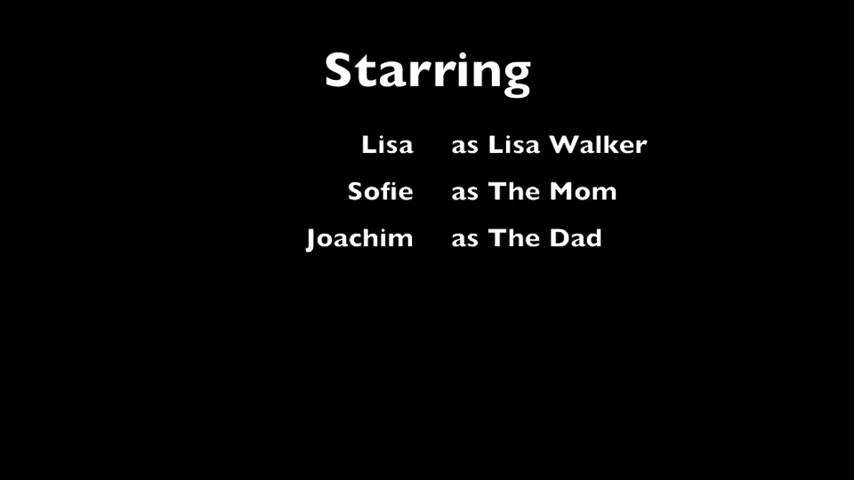 Starring
Lisa as Lisa Walker
Sofie as The Mom
Joachim as The Dad